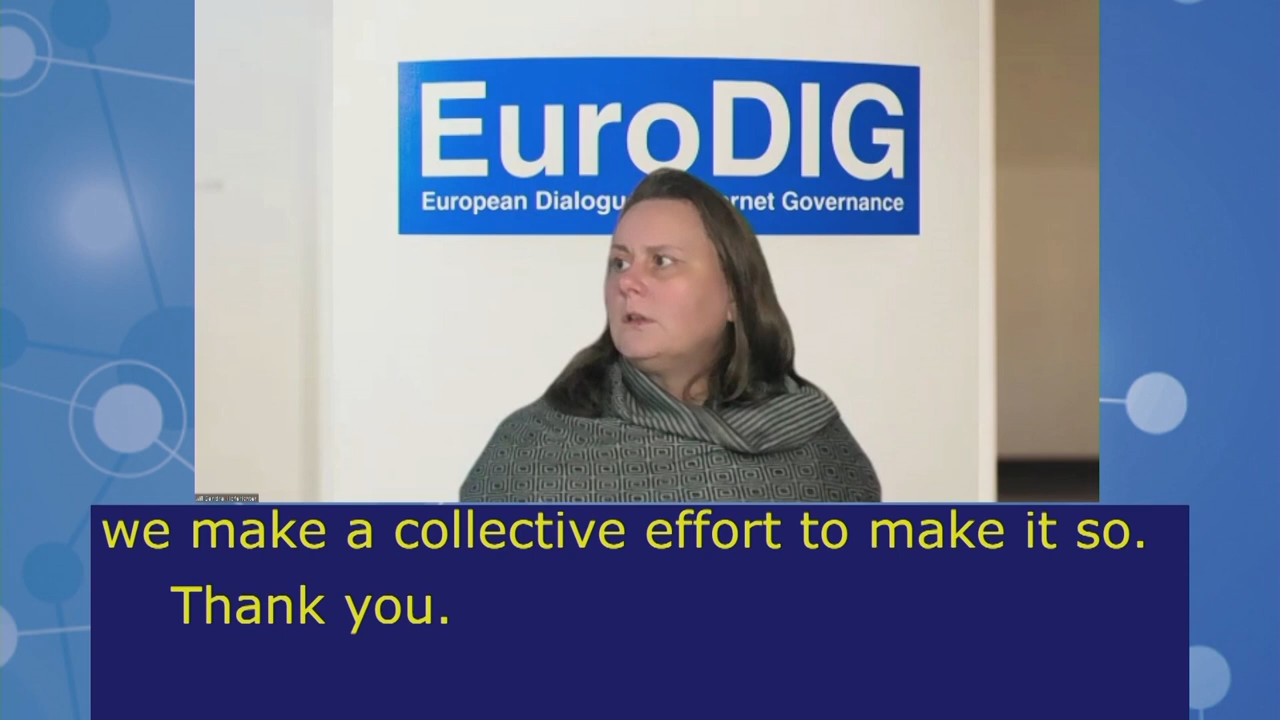 EuroDIG
European Dialogu rnet Governance
we make a collective effort to make it so.
Thank you.